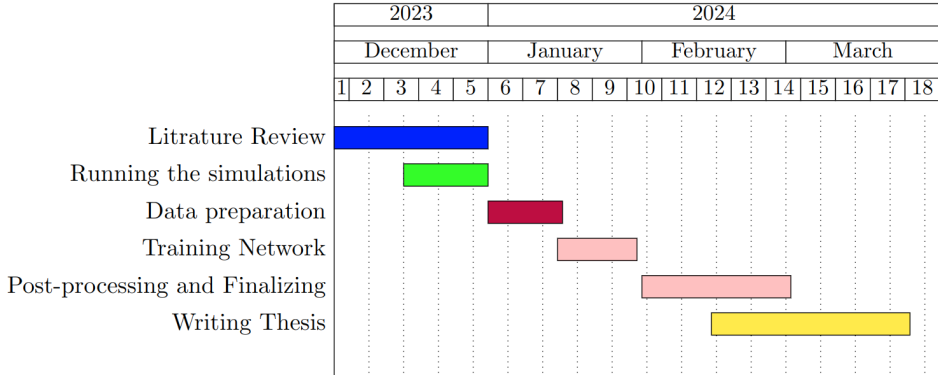 2023 2024
December January February March
1 2 3 4 5 6 7 8 9 10 11 12 13 14 15 16 17 18
Litrature Review
Running the simulations
Data preparation
Training Network
Post-processing and Finalizing
Writing Thesis